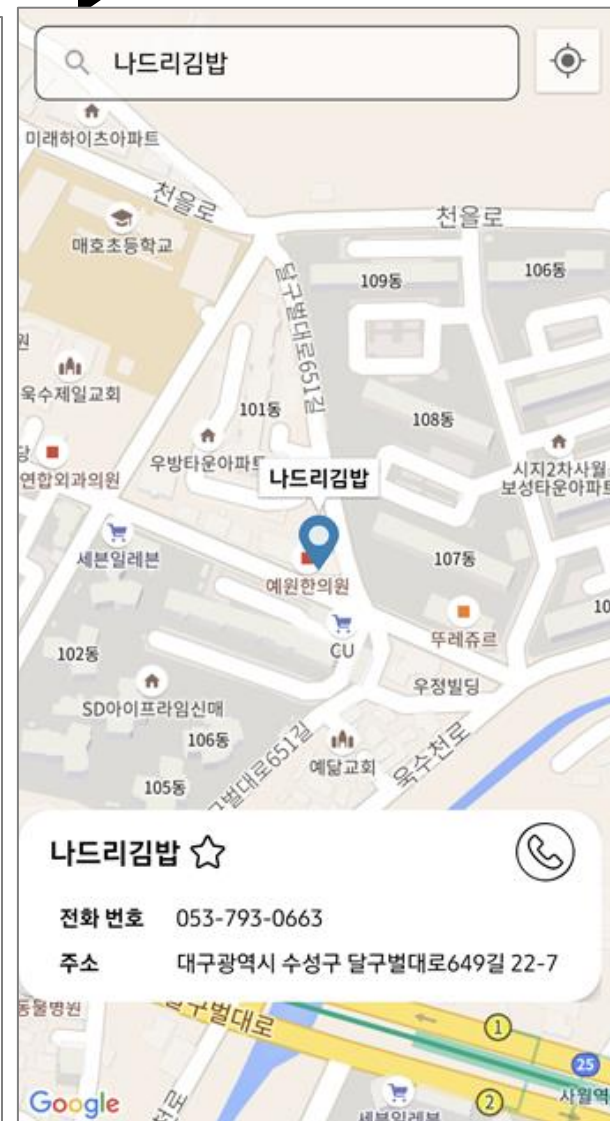 나드리김밥
미래하이츠아파트
천을로
천을로
매호초등학교
109동
106동
달구벌대로651길
원
욱수제일교회
101동
108동
당
연합외과의원
우방타운아파트
나드리김밥
시지2차사월
보성타운아파트
세븐일레븐
예원한의원
107동
10
CU
뚜레쥬르
102동
우정빌딩
SD아이프라임신매
106동
예닮교회
욱수천로
구벌대로651길
105동
나드리김밥
전화 번호 053-793-0663
주소 대구광역시 수성구 달구벌대로649길 22-7
동물병원
달구벌대로
1
25
사월역
Google
천로
세븐일레븐
2